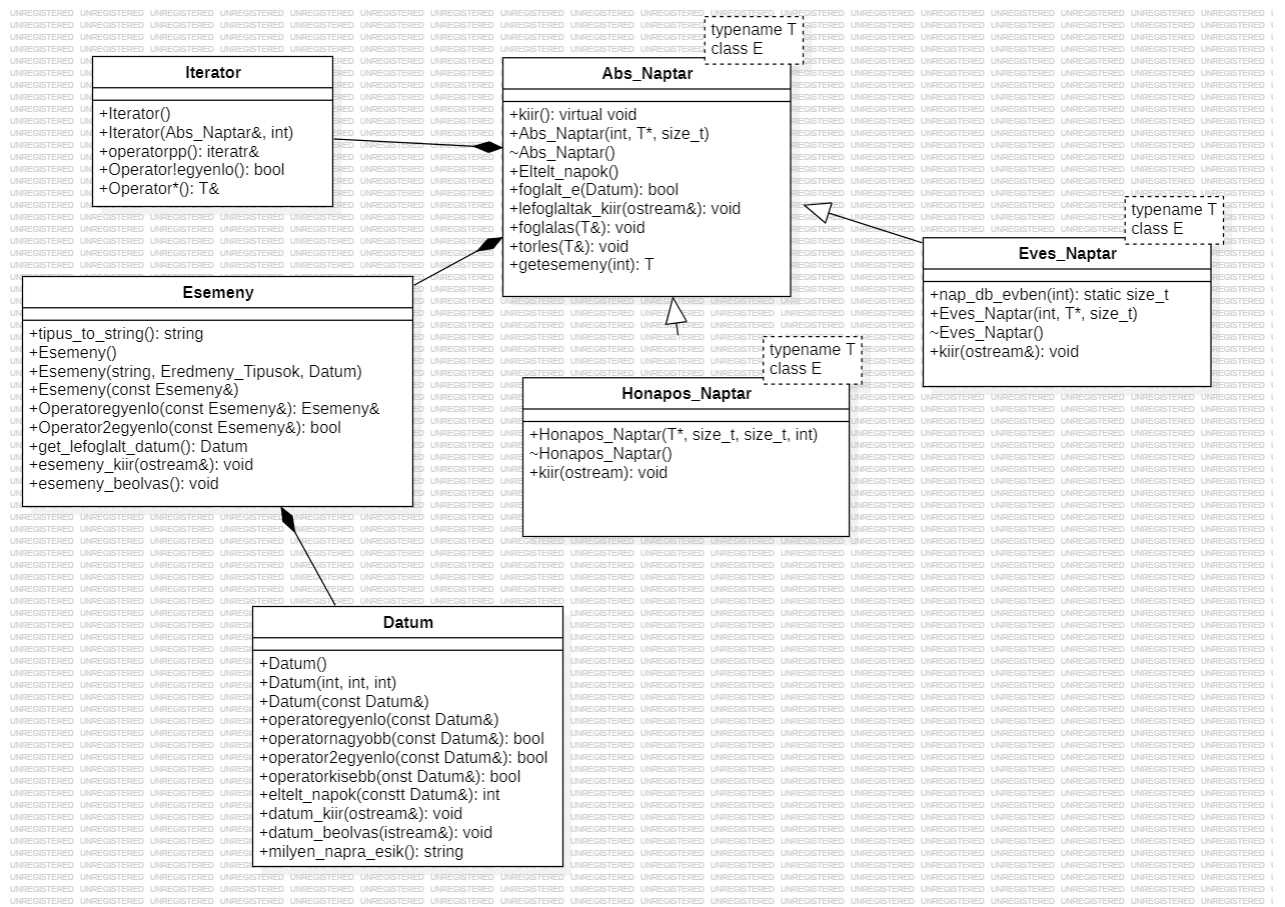 typename T
class E
Abs_Naptar
+kiir(): virtual void
+Abs_Naptar(int, T*, size_t)
~Abs_Naptar()
+Eltelt_napok()
+foglalt_e(Datum): bool
+lefoglaltak_kiir(ostream&): void
+foglalas(T&): void
+torles(T&): void
+getesemeny(int): T
Iterator
+Iterator()
+Iterator(Abs_Naptar&, int)
+operatorpp(): iteratr&
+Operator!egyenlo(): bool
+Operator*(): T&
typename T
class E
Eves_Naptar
+nap_db_evben(int): static size_t
+Eves_Naptar(int, T*, size_t)
~Eves_Naptar()
+kiir(ostream&): void
Esemeny
+tipus_to_string(): string
+Esemeny()
+Esemeny(string, Eredmeny_Tipusok, Datum)
+Esemeny(const Esemeny&)
+Operatoregyenlo(const Esemeny&): Esemeny&
+Operator2egyenlo(const Esemeny&): bool
+get_lefoglalt_datum(): Datum
+esemeny_kiir(ostream&): void
+esemeny_beolvas(): void
typename T
class E
Honapos_Naptar
+Honapos_Naptar(T*, size_t, size_t, int)
~Honapos_Naptar()
+kiir(ostream): void
Datum
+Datum()
+Datum(int, int, int)
+Datum(const Datum&)
+operatoregyenlo(const Datum&)
+operatornagyobb(const Datum&): bool
+operator2egyenlo(const Datum&): bool
+operatorkisebb(onst Datum&): bool
+eltelt_napok(constt Datum&): int
+datum_kiir(ostream&): void
+datum_beolvas(istream&): void
+milyen_napra_esik(): string
UNREGISTERED